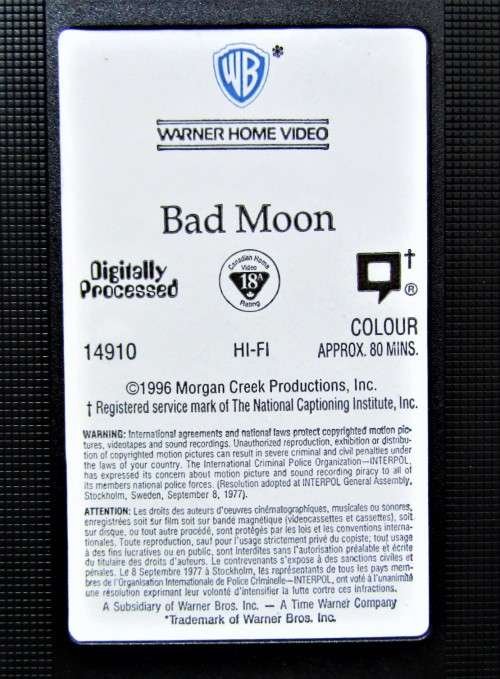 WB*
WARNER HOME VIDEO
Bad Moon
Digitally
Processed
Canadian Home
Video
18A
Rating
†
®
COLOUR
14910 HI-FI APPROX. 80 MINS.
©1996 Morgan Creek Productions, Inc.
† Registered service mark of The National Captioning Institute, Inc.
WARNING: International agreements and national laws protect copyrighted motion pic-
tures, videotapes and sound recordings. Unauthorized reproduction, exhibition or distribu-
tion of copyrighted motion pictures can result in severe criminal and civil penalties under
the laws of your country. The International Criminal Police Organization—INTERPOL,
has expressed its concern about motion picture and sound recording piracy to all of
its members national police forces. (Resolution adopted at INTERPOL General Assembly,
Stockholm, Sweden, September 8, 1977).
ATTENTION: Les droits des auteurs d'oeuvres cinématographiques, musicales ou sonores,
enregistrées soit sur film soit sur bande magnétique (videocassettes et cassettes), soit
sur disque, ou tout autre procédé, sont protégés par les lois et les conventions interna-
tionales. Toute reproduction, sauf pour l'usage strictement privé du copiste; tout usage
à des fins lucratives ou en public, sont interdites sans l'autorisation préalable et écrite
du titulaire des droits d'auteur. Le contrevenants s'expose à des sanctions civiles et
pénales. Le 8 Septembre 1977 à Stockholm, les représentants de tous les pays mem-
bres de l'Organisation Internationale de Police Criminelle—INTERPOL, ont voté à l'unanimité
une résolution exprimant leur volonté d'intensifier la lutte contre ces infractions.
A Subsidiary of Warner Bros. Inc. — A Time Warner Company
*Trademark of Warner Bros. Inc.